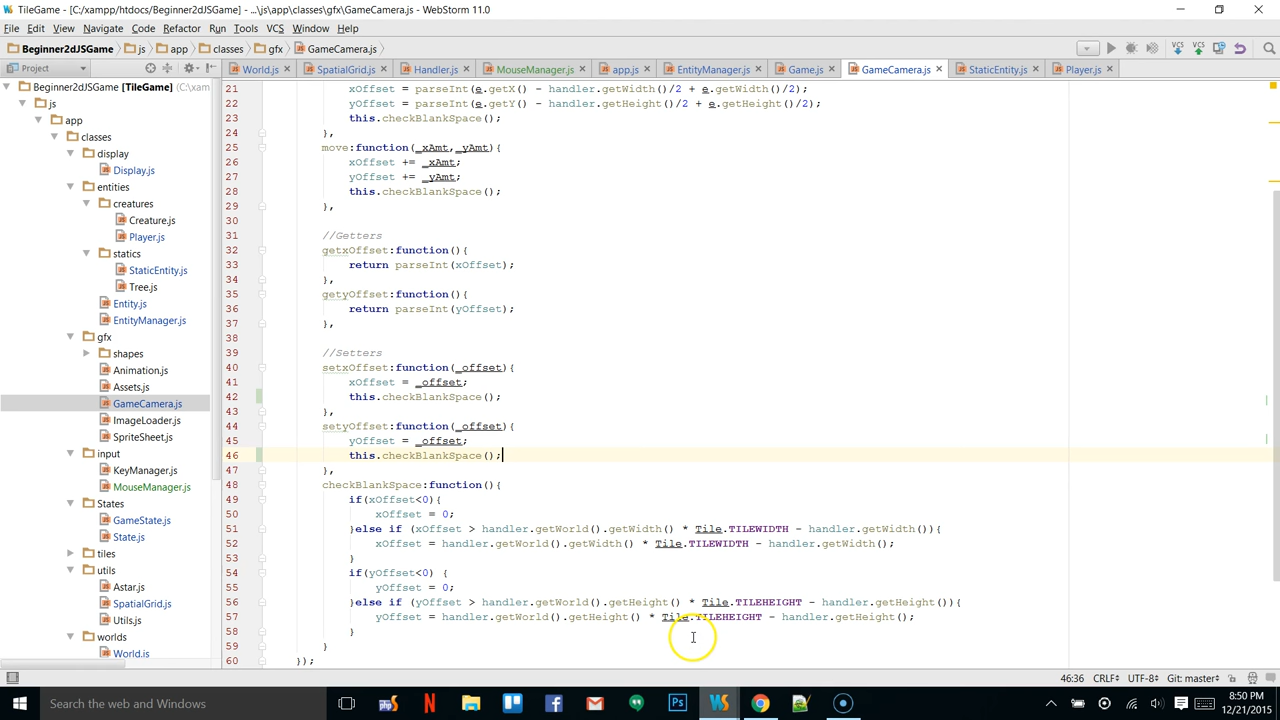 TileGame - [C:/xampp/htdocs/Beginner2dJSGame] - ...\js\app\classes\gfx\GameCamera.js - WebStorm 11.0
File Edit View Navigate Code Refactor Run Tools VCS Window Help
Beginner2dJSGame js app classes gfx GameCamera.js
Project World.js SpatialGrid.js Handler.js MouseManager.js app.js EntityManager.js Game.js GameCamera.js StaticEntity.js Player.js
Beginner2dJSGame [TileGame] (C:\xam
js
app
classes
display
Display.js
entities
creatures
Creature.js
Player.js
statics
StaticEntity.js
Tree.js
Entity.js
EntityManager.js
gfx
shapes
Animation.js
Assets.js
GameCamera.js
ImageLoader.js
SpriteSheet.js
input
KeyManager.js
MouseManager.js
States
GameState.js
State.js
tiles
utils
Astar.js
SpatialGrid.js
Utils.js
worlds
World.js
21 xOffset = parseInt(e.getX() - handler.getWidth()/2 + e.getWidth()/2);
22 yOffset = parseInt(e.getY() - handler.getHeight()/2 + e.getHeight()/2);
23 this.checkBlankSpace();
24 },
25 move:function(_xAmt,_yAmt){
26 xOffset += _xAmt;
27 yOffset += _yAmt;
28 this.checkBlankSpace();
29 },
30
31 //Getters
32 getxOffset:function(){
33 return parseInt(xOffset);
34 },
35 getyOffset:function(){
36 return parseInt(yOffset);
37 },
38
39 //Setters
40 setxOffset:function(_offset){
41 xOffset = _offset;
42 this.checkBlankSpace();
43 },
44 setyOffset:function(_offset){
45 yOffset = _offset;
46 this.checkBlankSpace();
47 },
48 checkBlankSpace:function(){
49 if(xOffset<0){
50 xOffset = 0;
51 }else if (xOffset > handler.getWorld().getWidth() * Tile.TILEWIDTH - handler.getWidth()){
52 xOffset = handler.getWorld().getWidth() * Tile.TILEWIDTH - handler.getWidth();
53 }
54 if(yOffset<0) {
55 yOffset = 0;
56 }else if (yOffset > handler.getWorld().getHeight() * Tile.TILEHEIGHT - handler.getHeight()){
57 yOffset = handler.getWorld().getHeight() * Tile.TILEHEIGHT - handler.getHeight();
58 }
59 }
60 });
46:36 CRLF÷ UTF-8÷ Git: master÷
Search the web and Windows
8:50 PM
12/21/2015